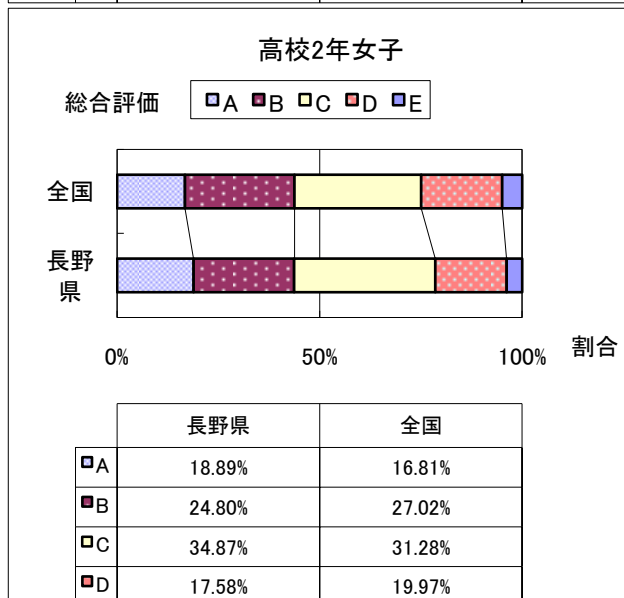 高校2年女子
総合評価 A B C D E
全国
長野
県
0% 50% 100% 割合
長野県 全国
A 18.89% 16.81%
B 24.80% 27.02%
C 34.87% 31.28%
D 17.58% 19.97%